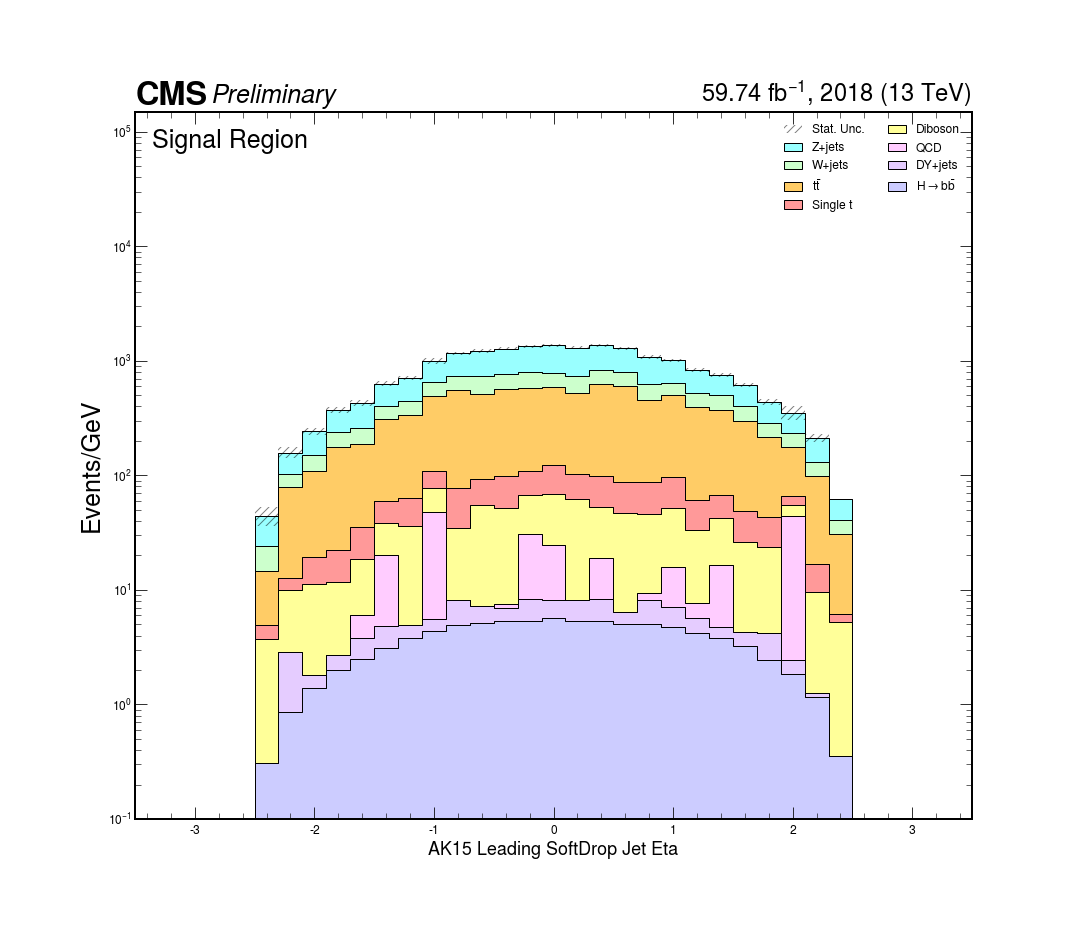 CMS Preliminary 59.74 fb⁻¹, 2018 (13 TeV)
Signal Region
Stat. Unc.
Z+jets
W+jets
tt̄
Single t
Diboson
QCD
DY+jets
H→bb̄
Events/GeV
10⁵
10⁴
10³
10²
10¹
10⁰
10⁻¹
-3 -2 -1 0 1 2 3
AK15 Leading SoftDrop Jet Eta